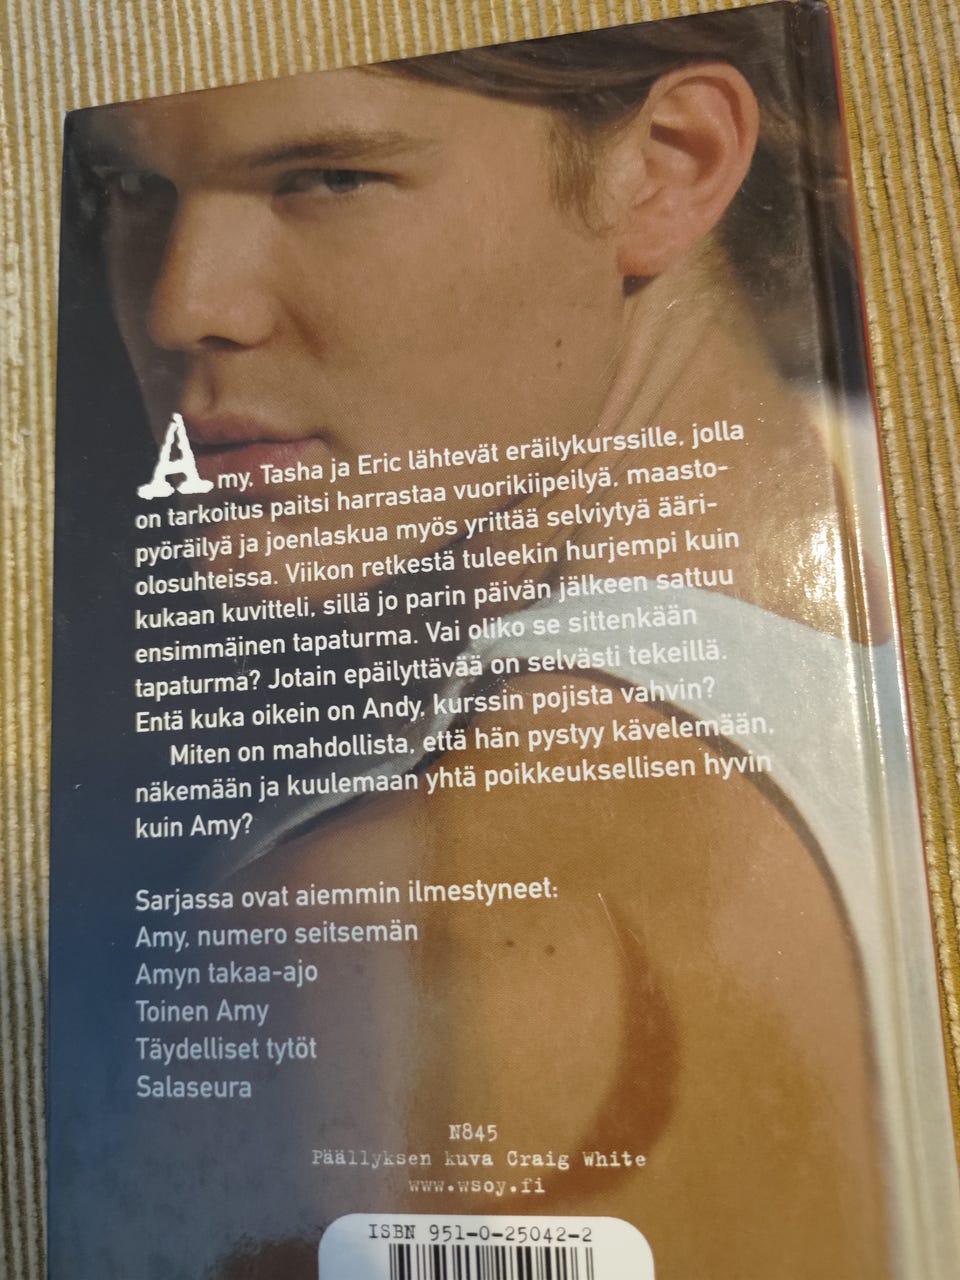 Amy, Tasha ja Eric lähtevät eräilykurssille, jolla
on tarkoitus paitsi harrastaa vuorikiipeilyä, maasto-
pyöräilyä ja joenlaskua myös yrittää selviytyä ääri-
olosuhteissa. Viikon retkestä tuleekin hurjempi kuin
kukaan kuvitteli, sillä jo parin päivän jälkeen sattuu
ensimmäinen tapaturma. Vai oliko se sittenkään
tapaturma? Jotain epäilyttävää on selvästi tekeillä.
Entä kuka oikein on Andy, kurssin pojista vahvin?
Miten on mahdollista, että hän pystyy kävelemään,
näkemään ja kuulemaan yhtä poikkeuksellisen hyvin
kuin Amy?
Sarjassa ovat aiemmin ilmestyneet:
Amy, numero seitsemän
Amyn takaa-ajo
Toinen Amy
Täydelliset tytöt
Salaseura
N845
Päällyksen kuva Craig White
www.wsoy.fi
ISBN 951-0-25042-2